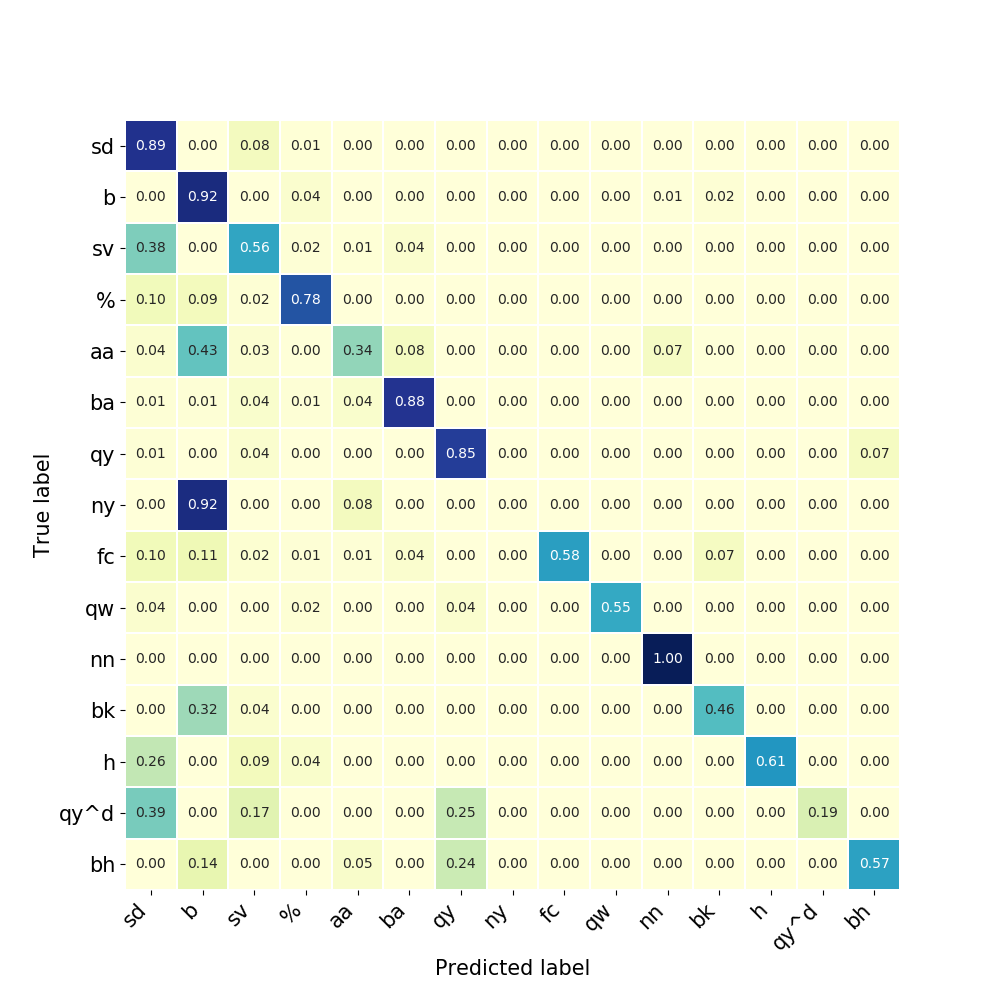 sd 0.89 0.00 0.08 0.01 0.00 0.00 0.00 0.00 0.00 0.00 0.00 0.00 0.00 0.00 0.00
b 0.00 0.92 0.00 0.04 0.00 0.00 0.00 0.00 0.00 0.00 0.01 0.02 0.00 0.00 0.00
sv 0.38 0.00 0.56 0.02 0.01 0.04 0.00 0.00 0.00 0.00 0.00 0.00 0.00 0.00 0.00
% 0.10 0.09 0.02 0.78 0.00 0.00 0.00 0.00 0.00 0.00 0.00 0.00 0.00 0.00 0.00
aa 0.04 0.43 0.03 0.00 0.34 0.08 0.00 0.00 0.00 0.00 0.07 0.00 0.00 0.00 0.00
ba 0.01 0.01 0.04 0.01 0.04 0.88 0.00 0.00 0.00 0.00 0.00 0.00 0.00 0.00 0.00
qy 0.01 0.00 0.04 0.00 0.00 0.00 0.85 0.00 0.00 0.00 0.00 0.00 0.00 0.00 0.07
ny 0.00 0.92 0.00 0.00 0.08 0.00 0.00 0.00 0.00 0.00 0.00 0.00 0.00 0.00 0.00
fc 0.10 0.11 0.02 0.01 0.01 0.04 0.00 0.00 0.58 0.00 0.00 0.07 0.00 0.00 0.00
qw 0.04 0.00 0.00 0.02 0.00 0.00 0.04 0.00 0.00 0.55 0.00 0.00 0.00 0.00 0.00
nn 0.00 0.00 0.00 0.00 0.00 0.00 0.00 0.00 0.00 0.00 1.00 0.00 0.00 0.00 0.00
bk 0.00 0.32 0.04 0.00 0.00 0.00 0.00 0.00 0.00 0.00 0.00 0.46 0.00 0.00 0.00
h 0.26 0.00 0.09 0.04 0.00 0.00 0.00 0.00 0.00 0.00 0.00 0.00 0.61 0.00 0.00
qy^d 0.39 0.00 0.17 0.00 0.00 0.00 0.25 0.00 0.00 0.00 0.00 0.00 0.00 0.19 0.00
bh 0.00 0.14 0.00 0.00 0.05 0.00 0.24 0.00 0.00 0.00 0.00 0.00 0.00 0.00 0.57
sd b sv % aa ba qy ny fc qw nn bk h qy^d bh
True label
Predicted label